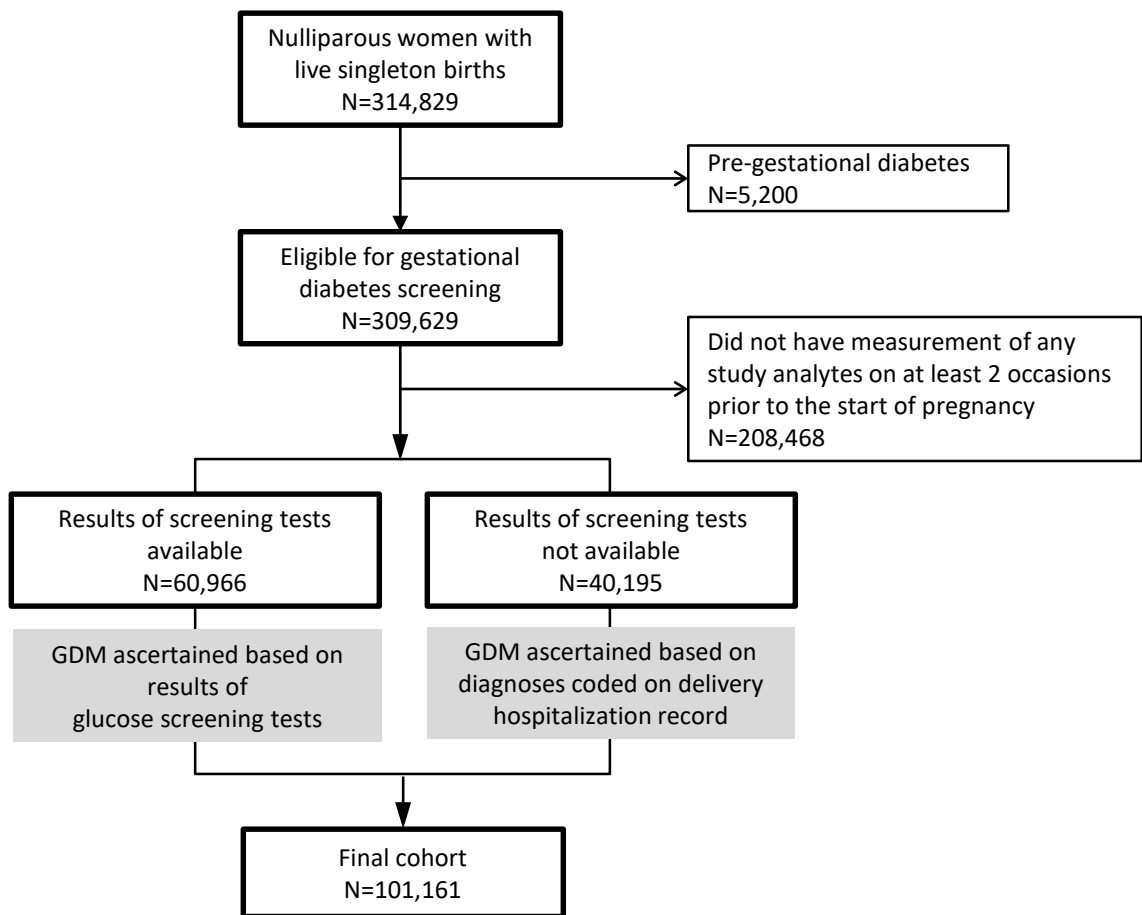 Nulliparous women with
live singleton births
N=314,829
Pre-gestational diabetes
N=5,200
Eligible for gestational
diabetes screening
N=309,629
Did not have measurement of any
study analytes on at least 2 occasions
prior to the start of pregnancy
N=208,468
Results of screening tests
available
N=60,966
Results of screening tests
not available
N=40,195
GDM ascertained based on
results of
glucose screening tests
GDM ascertained based on
diagnoses coded on delivery
hospitalization record
Final cohort
N=101,161